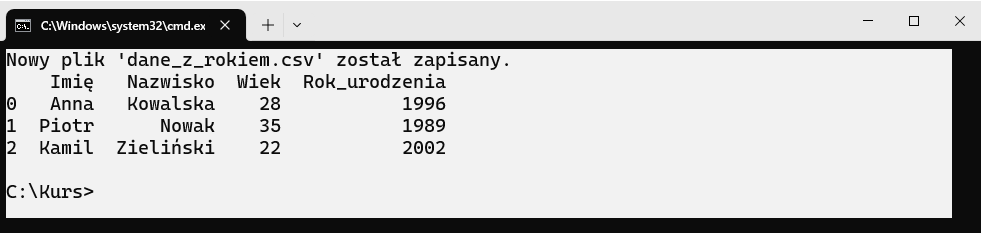 C:\Windows\system32\cmd.ex
Nowy plik 'dane_z_rokiem.csv' został zapisany.
    Imię   Nazwisko  Wiek  Rok_urodzenia
0   Anna   Kowalska    28           1996
1  Piotr      Nowak    35           1989
2  Kamil  Zieliński    22           2002
C:\Kurs>